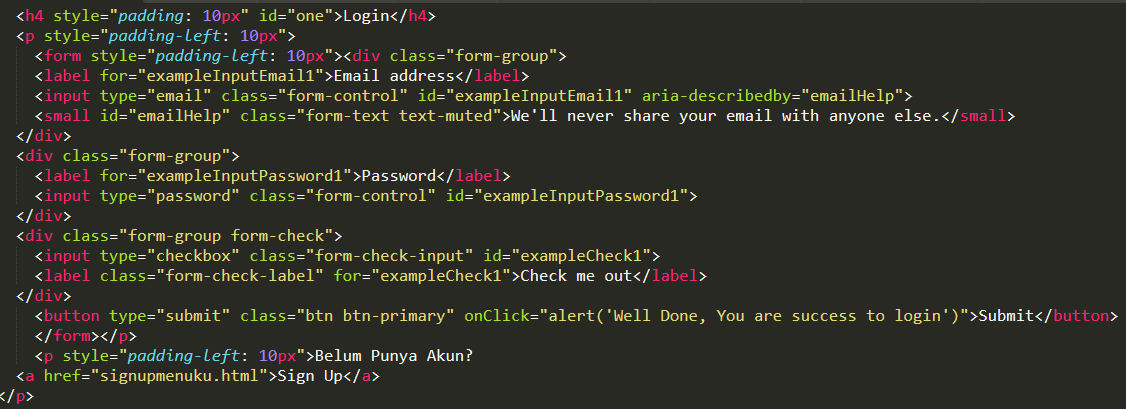 <h4 style="padding: 10px" id="one">Login</h4>
<p style="padding-left: 10px">
<form style="padding-left: 10px"><div class="form-group">
<label for="exampleInputEmail1">Email address</label>
<input type="email" class="form-control" id="exampleInputEmail1" aria-describedby="emailHelp">
<small id="emailHelp" class="form-text text-muted">We'll never share your email with anyone else.</small>
</div>
<div class="form-group">
<label for="exampleInputPassword1">Password</label>
<input type="password" class="form-control" id="exampleInputPassword1">
</div>
<div class="form-group form-check">
<input type="checkbox" class="form-check-input" id="exampleCheck1">
<label class="form-check-label" for="exampleCheck1">Check me out</label>
</div>
<button type="submit" class="btn btn-primary" onClick="alert('Well Done, You are success to login')">Submit</button>
</form></p>
<p style="padding-left: 10px">Belum Punya Akun?
<a href="signupmenuku.html">Sign Up</a>
</p>